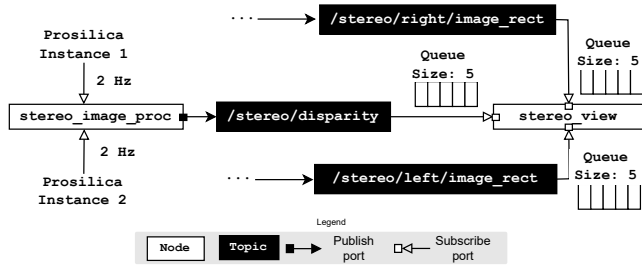 ... /stereo/right/image_rect
Prosilica
Instance 1
Queue
Size: 5
Queue
Size: 5
2 Hz
stereo_image_proc
/stereo/disparity
stereo_view
2 Hz
Queue
Size: 5
Prosilica
Instance 2
... /stereo/left/image_rect
Legend
Node
Topic
Publish
port
Subscribe
port